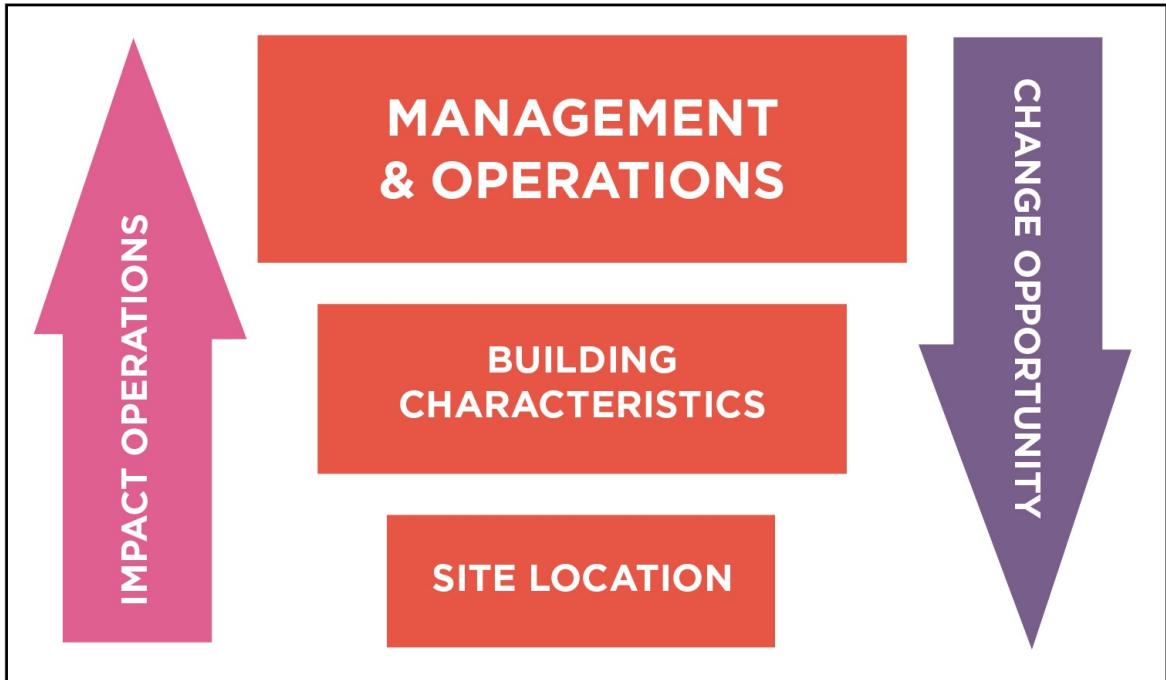 IMPACT OPERATIONS
MANAGEMENT
& OPERATIONS
BUILDING
CHARACTERISTICS
SITE LOCATION
CHANGE OPPORTUNITY